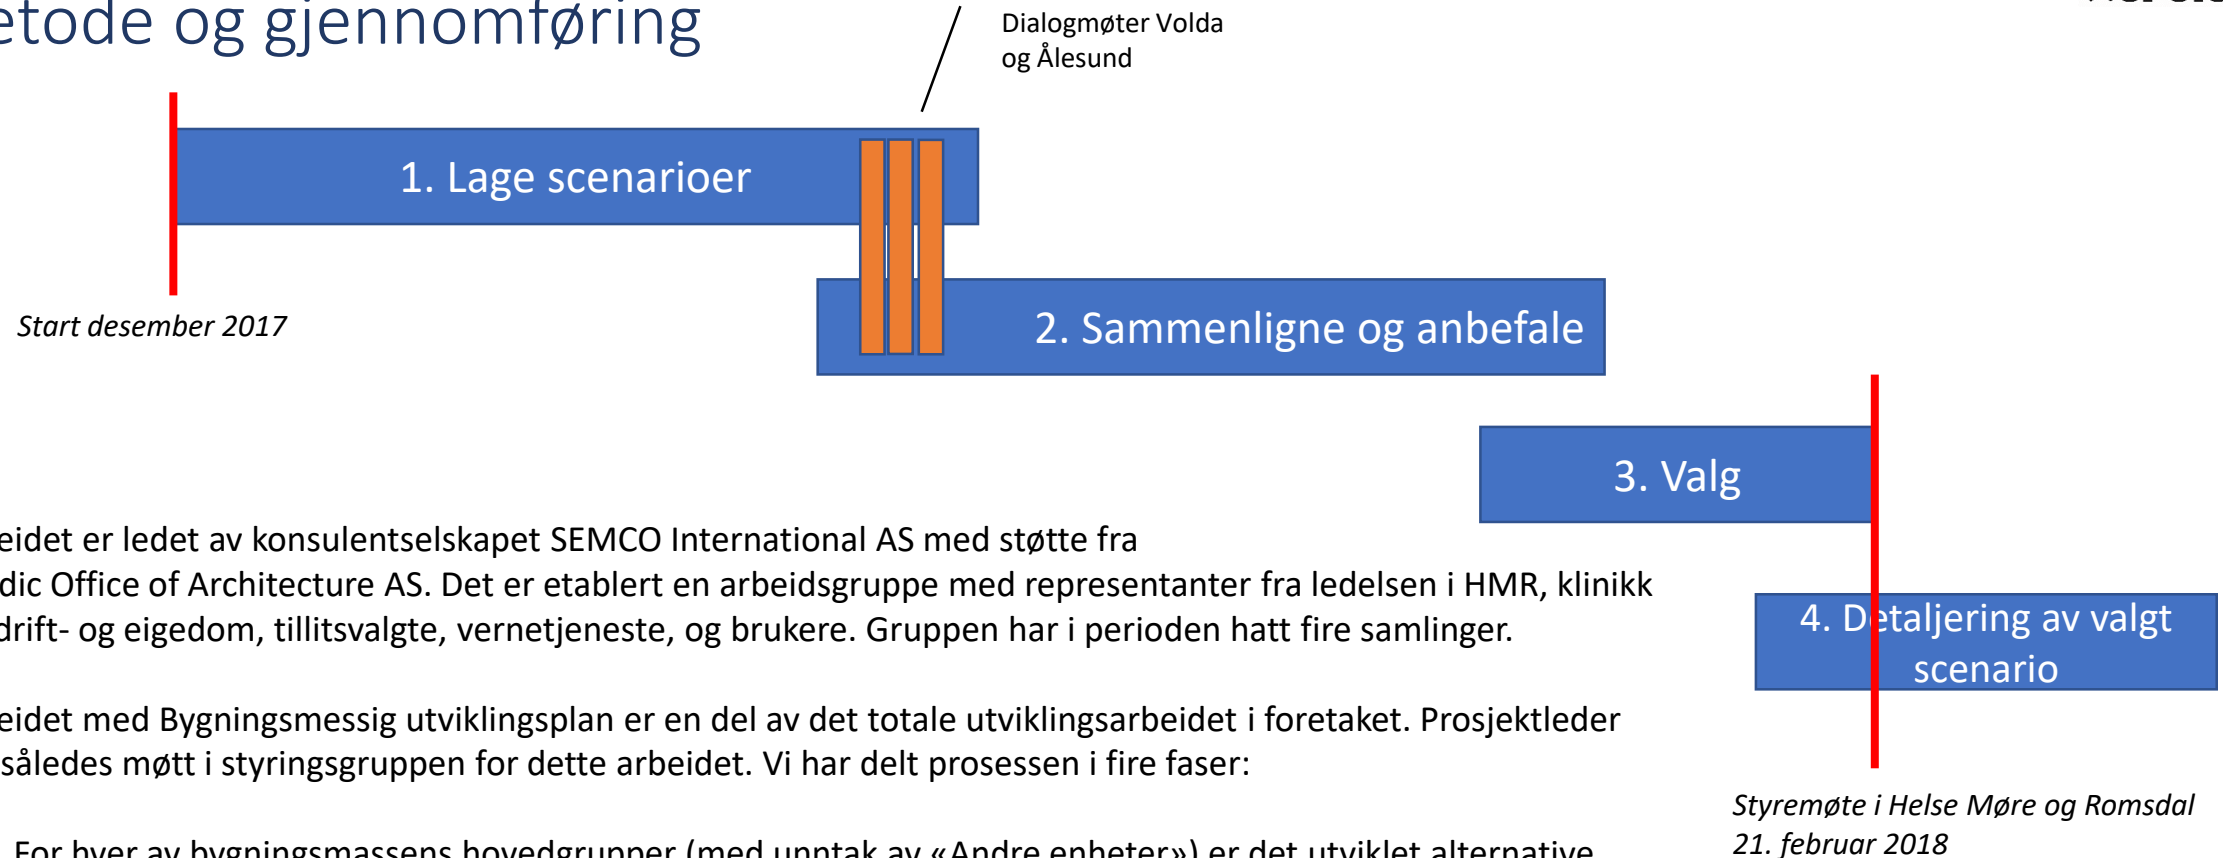 etode og gjennomføring
Dialogmøter Volda
og Ålesund
1. Lage scenarioer
Start desember 2017
2. Sammenligne og anbefale
3. Valg
4. Detaljering av valgt
scenario
eidet er ledet av konsulentselskapet SEMCO International AS med støtte fra
dic Office of Architecture AS. Det er etablert en arbeidsgruppe med representanter fra ledelsen i HMR, klinikk
drift- og eigedom, tillitsvalgte, vernetjeneste, og brukere. Gruppen har i perioden hatt fire samlinger.
eidet med Bygningsmessig utviklingsplan er en del av det totale utviklingsarbeidet i foretaket. Prosjektleder
således møtt i styringsgruppen for dette arbeidet. Vi har delt prosessen i fire faser:
For hver av bygningsmassens hovedgrupper (med unntak av «Andre enheter») er det utviklet alternative
Styremøte i Helse Møre og Romsdal
21. februar 2018